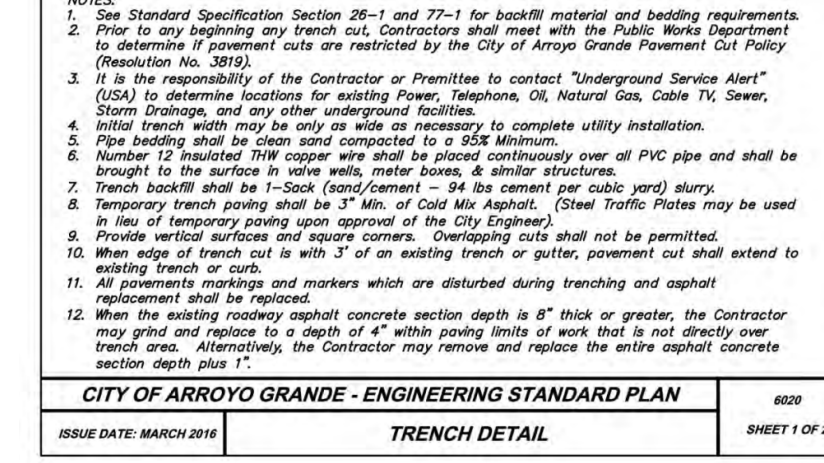 NOTES:
1. See Standard Specification Section 26-1 and 77-1 for backfill material and bedding requirements.
2. Prior to any beginning any trench cut, Contractors shall meet with the Public Works Department
to determine if pavement cuts are restricted by the City of Arroyo Grande Pavement Cut Policy
(Resolution No. 3819).
3. It is the responsibility of the Contractor or Premittee to contact "Underground Service Alert"
(USA) to determine locations for existing Power, Telephone, Oil, Natural Gas, Cable TV, Sewer,
Storm Drainage, and any other underground facilities.
4. Initial trench width may be only as wide as necessary to complete utility installation.
5. Pipe bedding shall be clean sand compacted to a 95% Minimum.
6. Number 12 insulated THW copper wire shall be placed continuously over all PVC pipe and shall be
brought to the surface in valve wells, meter boxes, & similar structures.
7. Trench backfill shall be 1-Sack (sand/cement - 94 lbs cement per cubic yard) slurry.
8. Temporary trench paving shall be 3" Min. of Cold Mix Asphalt. (Steel Traffic Plates may be used
in lieu of temporary paving upon approval of the City Engineer).
9. Provide vertical surfaces and square corners. Overlapping cuts shall not be permitted.
10. When edge of trench cut is with 3' of an existing trench or gutter, pavement cut shall extend to
existing trench or curb.
11. All pavements markings and markers which are disturbed during trenching and asphalt
replacement shall be replaced.
12. When the existing roadway asphalt concrete section depth is 8" thick or greater, the Contractor
may grind and replace to a depth of 4" within paving limits of work that is not directly over
trench area. Alternatively, the Contractor may remove and replace the entire asphalt concrete
section depth plus 1".
CITY OF ARROYO GRANDE - ENGINEERING STANDARD PLAN
6020
ISSUE DATE: MARCH 2016
TRENCH DETAIL
SHEET 1 OF 2